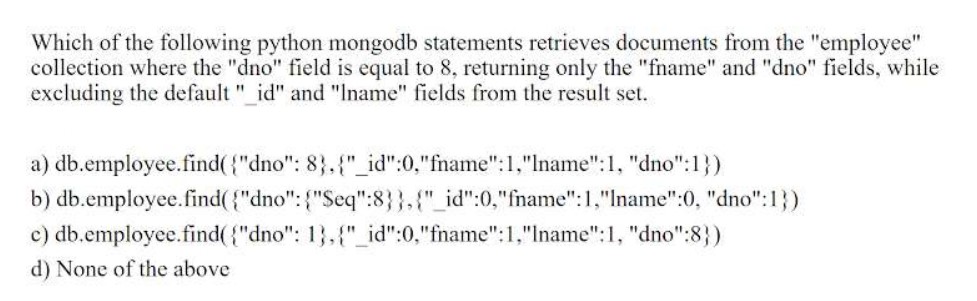 Which of the following python mongodb statements retrieves documents from the "employee"
collection where the "dno" field is equal to 8, returning only the "fname" and "dno" fields, while
excluding the default "_id" and "lname" fields from the result set.
a) db.employee.find({"dno": 8},{"_id":0,"fname":1,"lname":1, "dno":1})
b) db.employee.find({"dno":{"$eq":8}},{"_id":0,"fname":1,"lname":0, "dno":1})
c) db.employee.find({"dno": 1},{"_id":0,"fname":1,"lname":1, "dno":8})
d) None of the above